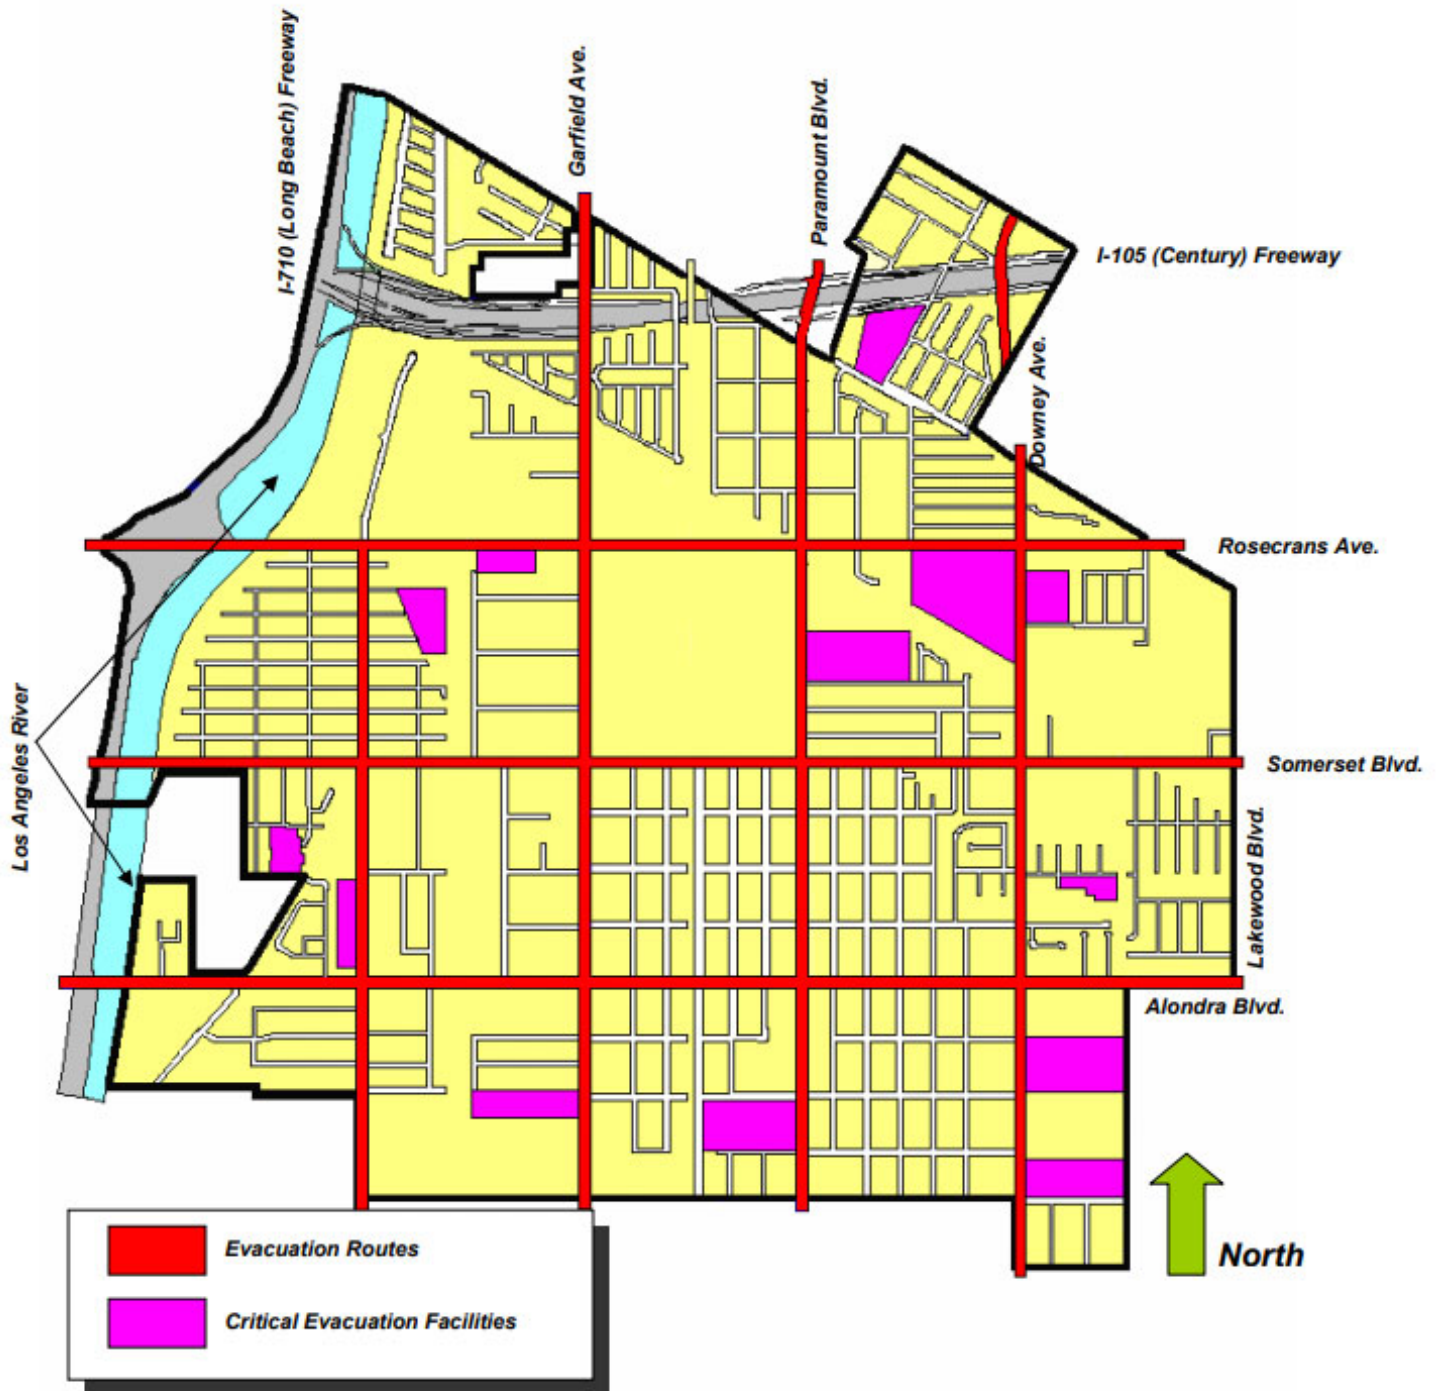 I-710 (Long Beach) Freeway
Garfield Ave.
Paramount Blvd.
I-105 (Century) Freeway
Downey Ave.
Rosecrans Ave.
Los Angeles River
Somerset Blvd.
Lakewood Blvd.
Alondra Blvd.
Evacuation Routes
North
Critical Evacuation Facilities